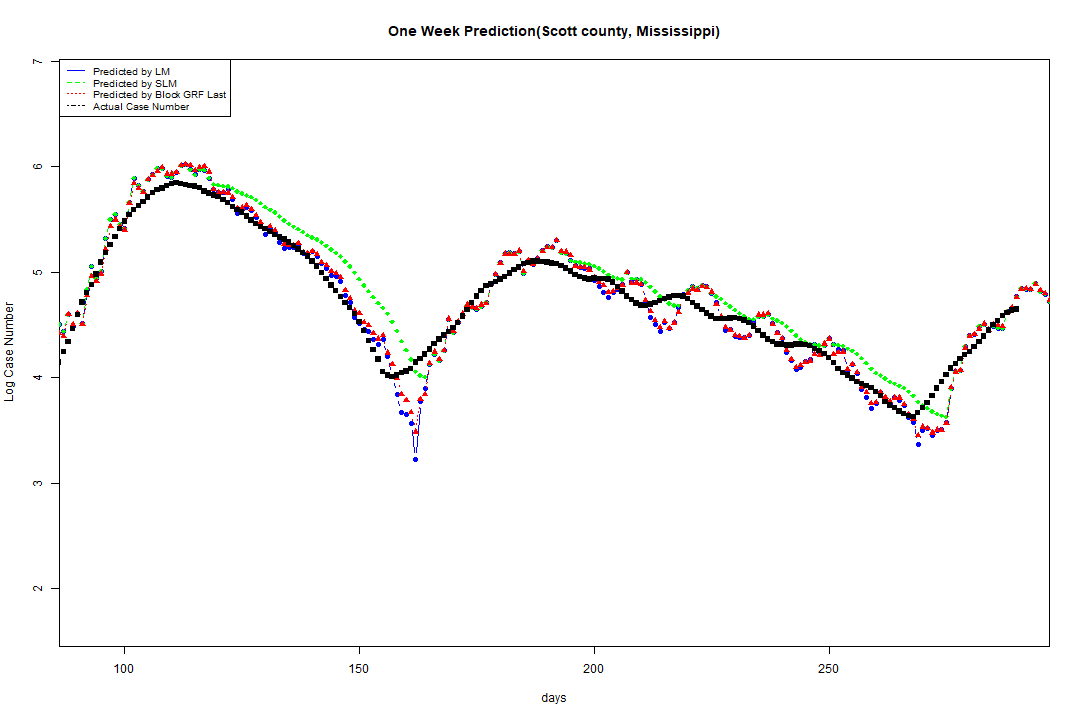 One Week Prediction(Scott county, Mississippi)
Predicted by LM
Predicted by SLM
Predicted by Block GRF Last
Actual Case Number
7
6
5
4
3
2
Log Case Number
100 150 200 250
days